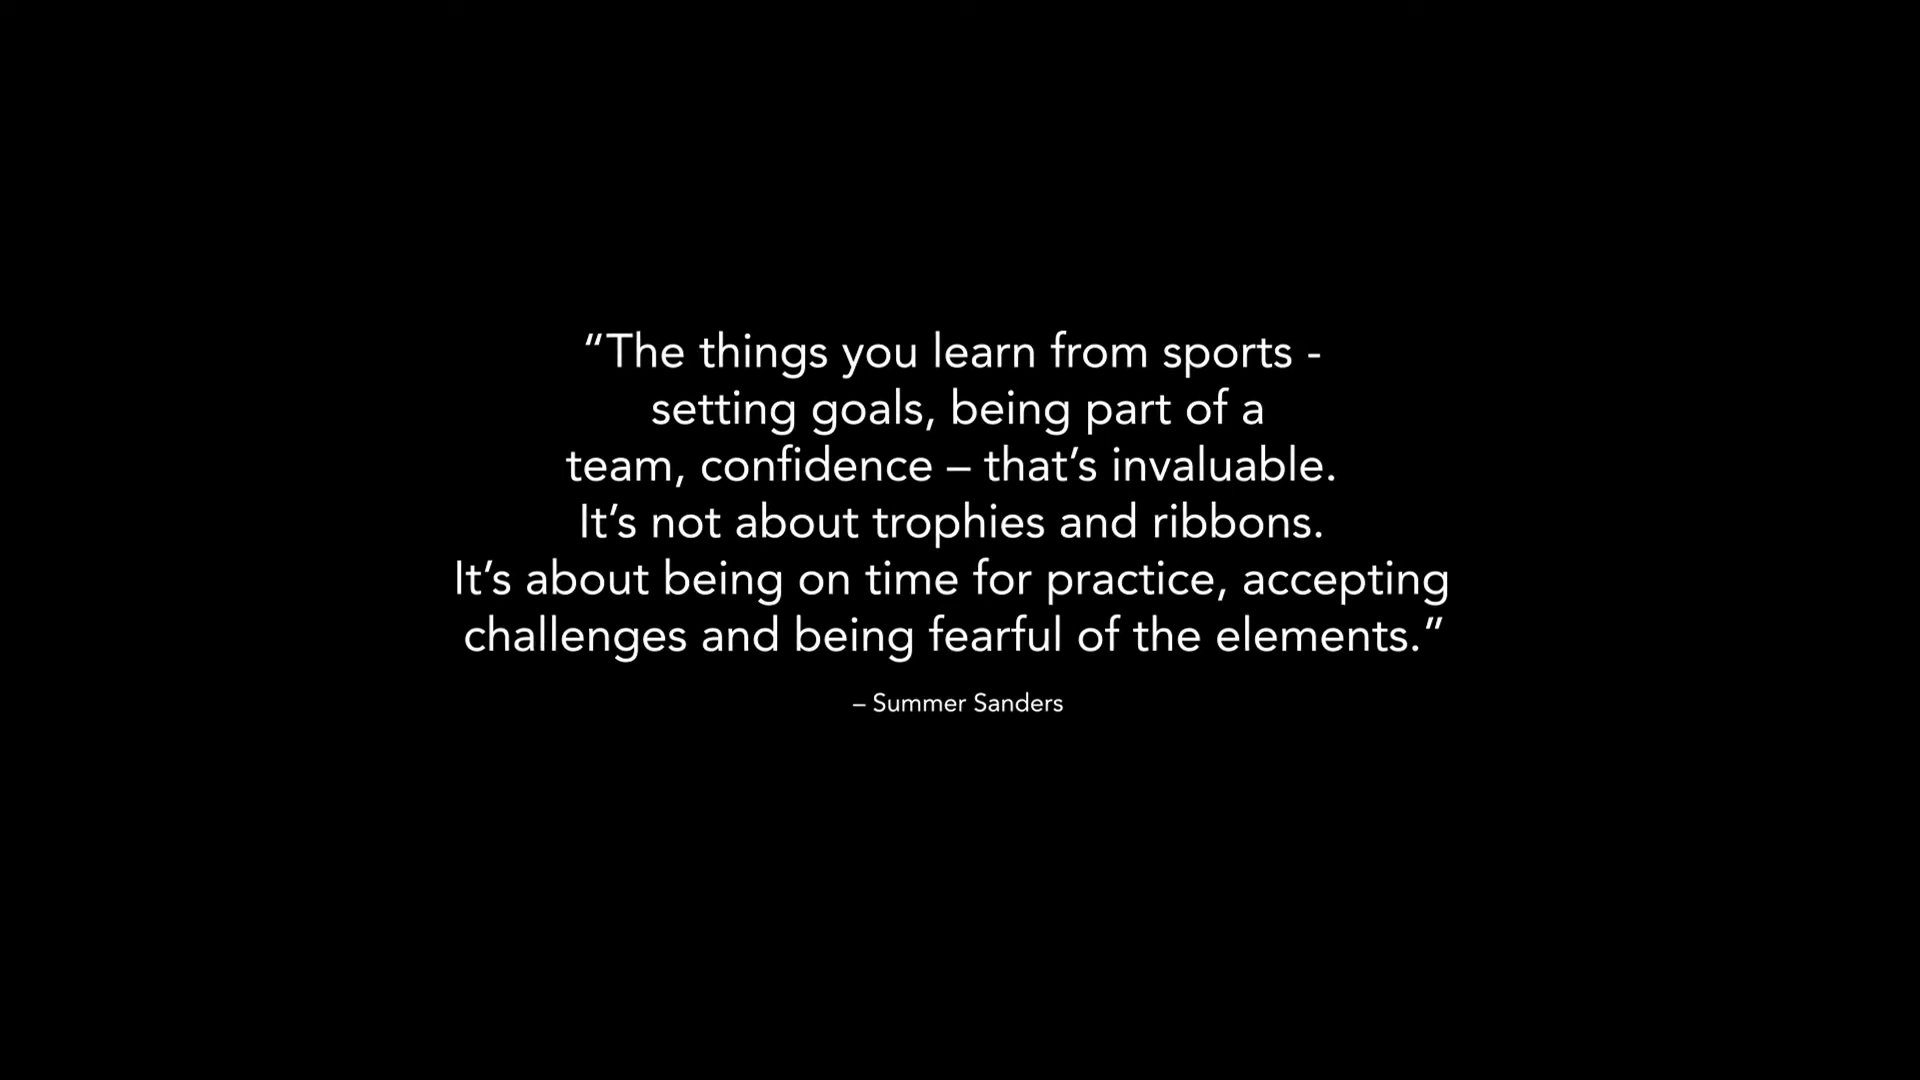 “The things you learn from sports -
setting goals, being part of a
team, confidence – that’s invaluable.
It’s not about trophies and ribbons.
It’s about being on time for practice, accepting
challenges and being fearful of the elements.”
– Summer Sanders